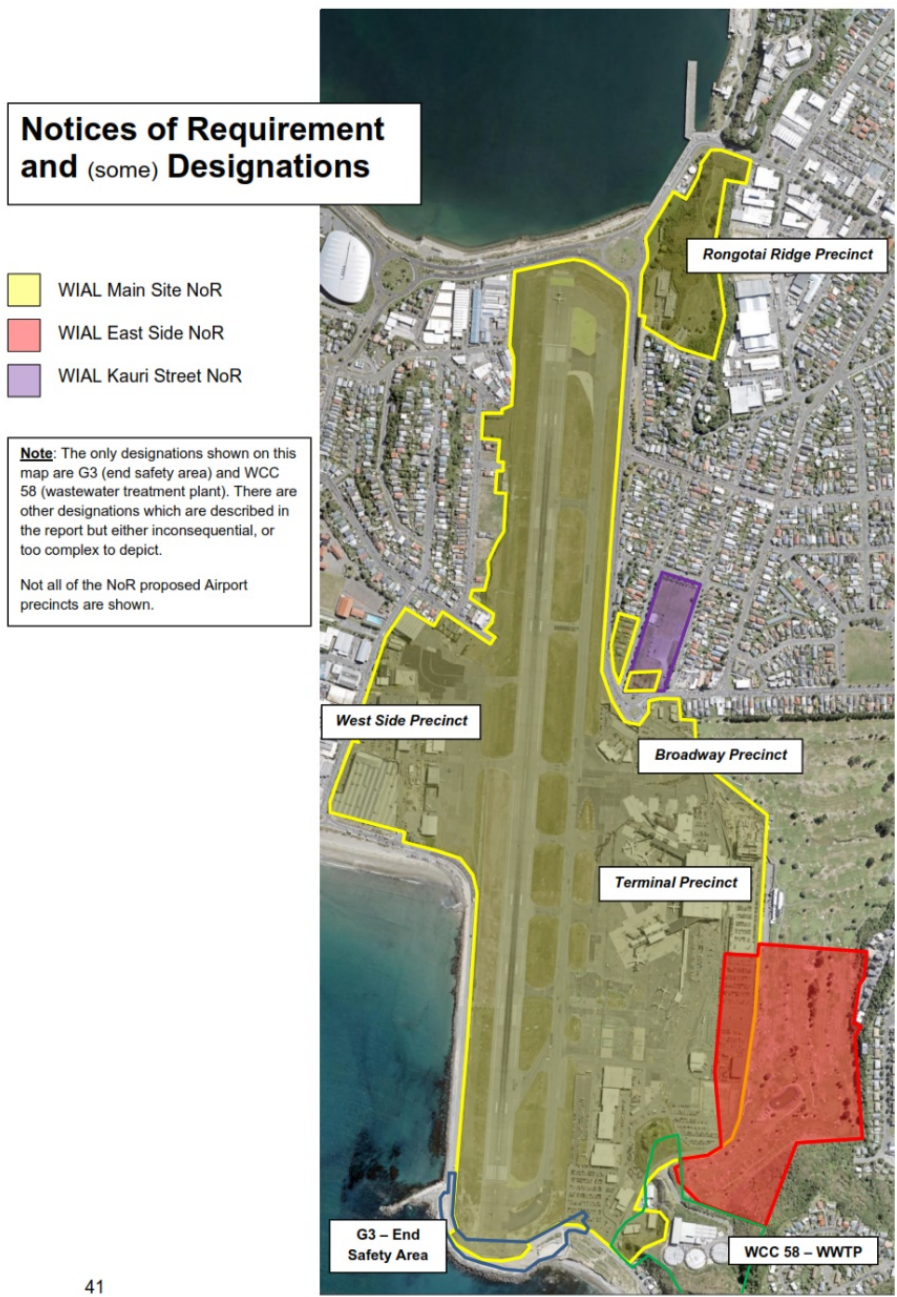 Notices of Requirement
and (some) Designations
WIAL Main Site NoR
WIAL East Side NoR
WIAL Kauri Street NoR
Note: The only designations shown on this
map are G3 (end safety area) and WCC
58 (wastewater treatment plant). There are
other designations which are described in
the report but either inconsequential, or
too complex to depict.
Not all of the NoR proposed Airport
precincts are shown.
Rongotai Ridge Precinct
West Side Precinct
Broadway Precinct
Terminal Precinct
G3 – End
Safety Area
WCC 58 – WWTP
41